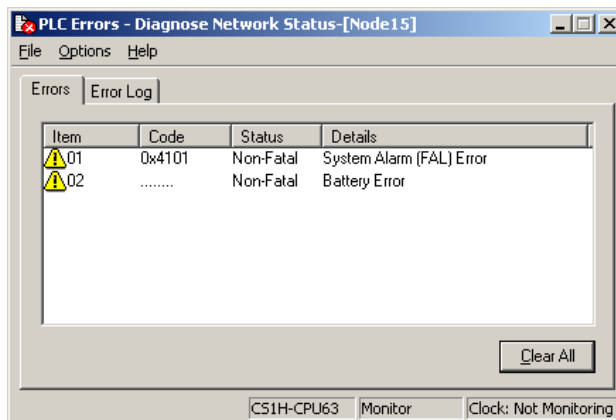 PLC Errors - Diagnose Network Status-[Node15]
File Options Help
Errors Error Log
Item Code Status Details
01 0x4101 Non-Fatal System Alarm (FAL) Error
02 ........ Non-Fatal Battery Error
Clear All
CS1H-CPU63 Monitor Clock: Not Monitoring